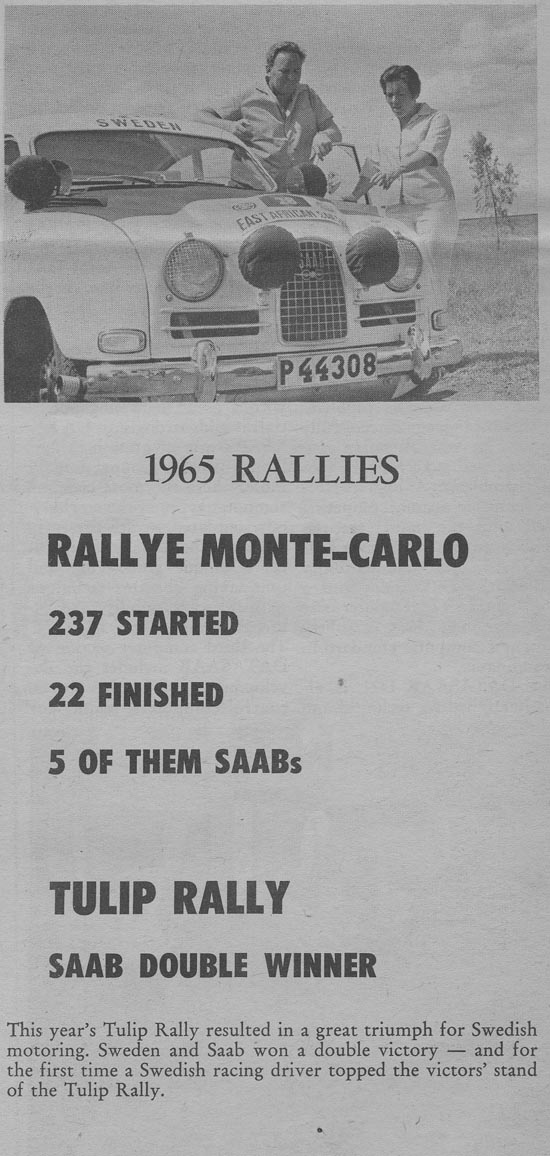 SWEDEN
EAST AFRICAN
SAAB
P44308
1965 RALLIES
RALLYE MONTE-CARLO
237 STARTED
22 FINISHED
5 OF THEM SAABs
TULIP RALLY
SAAB DOUBLE WINNER
This year's Tulip Rally resulted in a great triumph for Swedish
motoring. Sweden and Saab won a double victory — and for
the first time a Swedish racing driver topped the victors' stand
of the Tulip Rally.